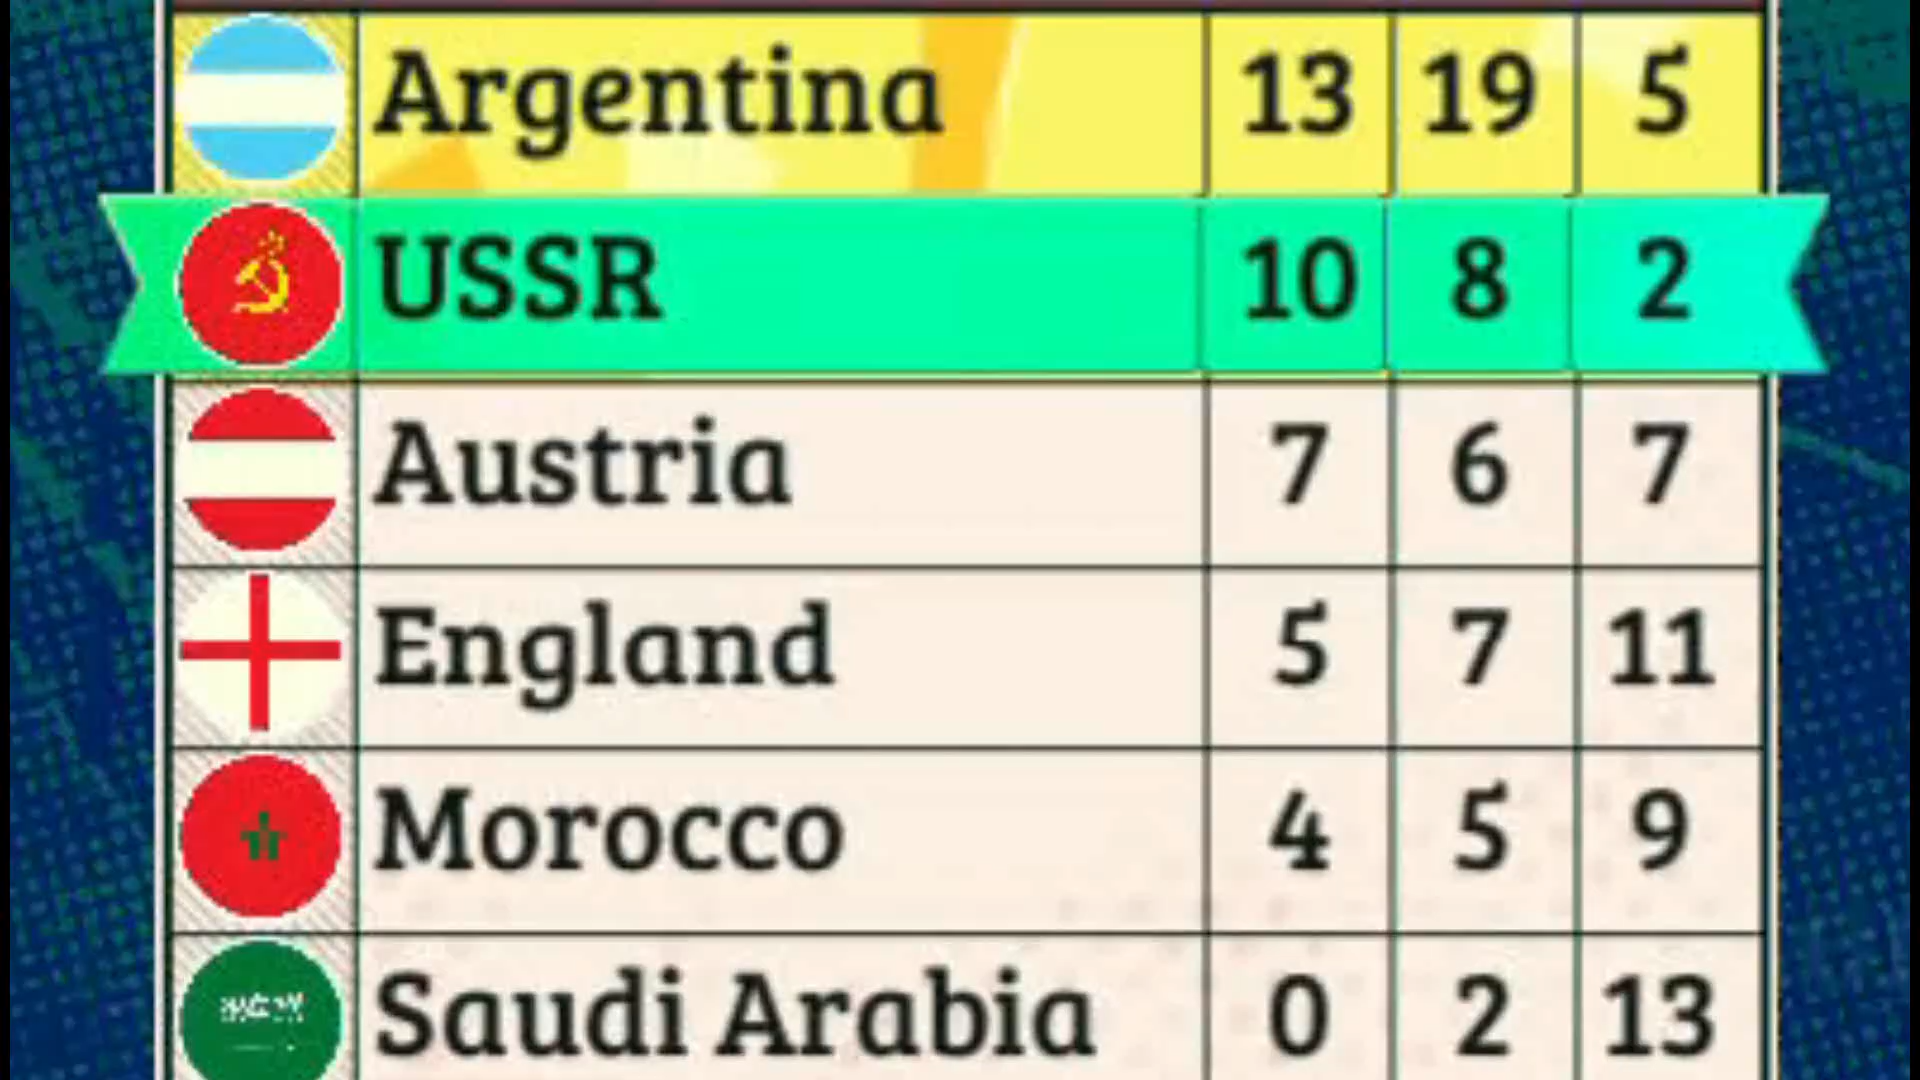 Argentina 13 19 5
USSR 10 8 2
Austria 7 6 7
England 5 7 11
Morocco 4 5 9
Saudi Arabia 0 2 13